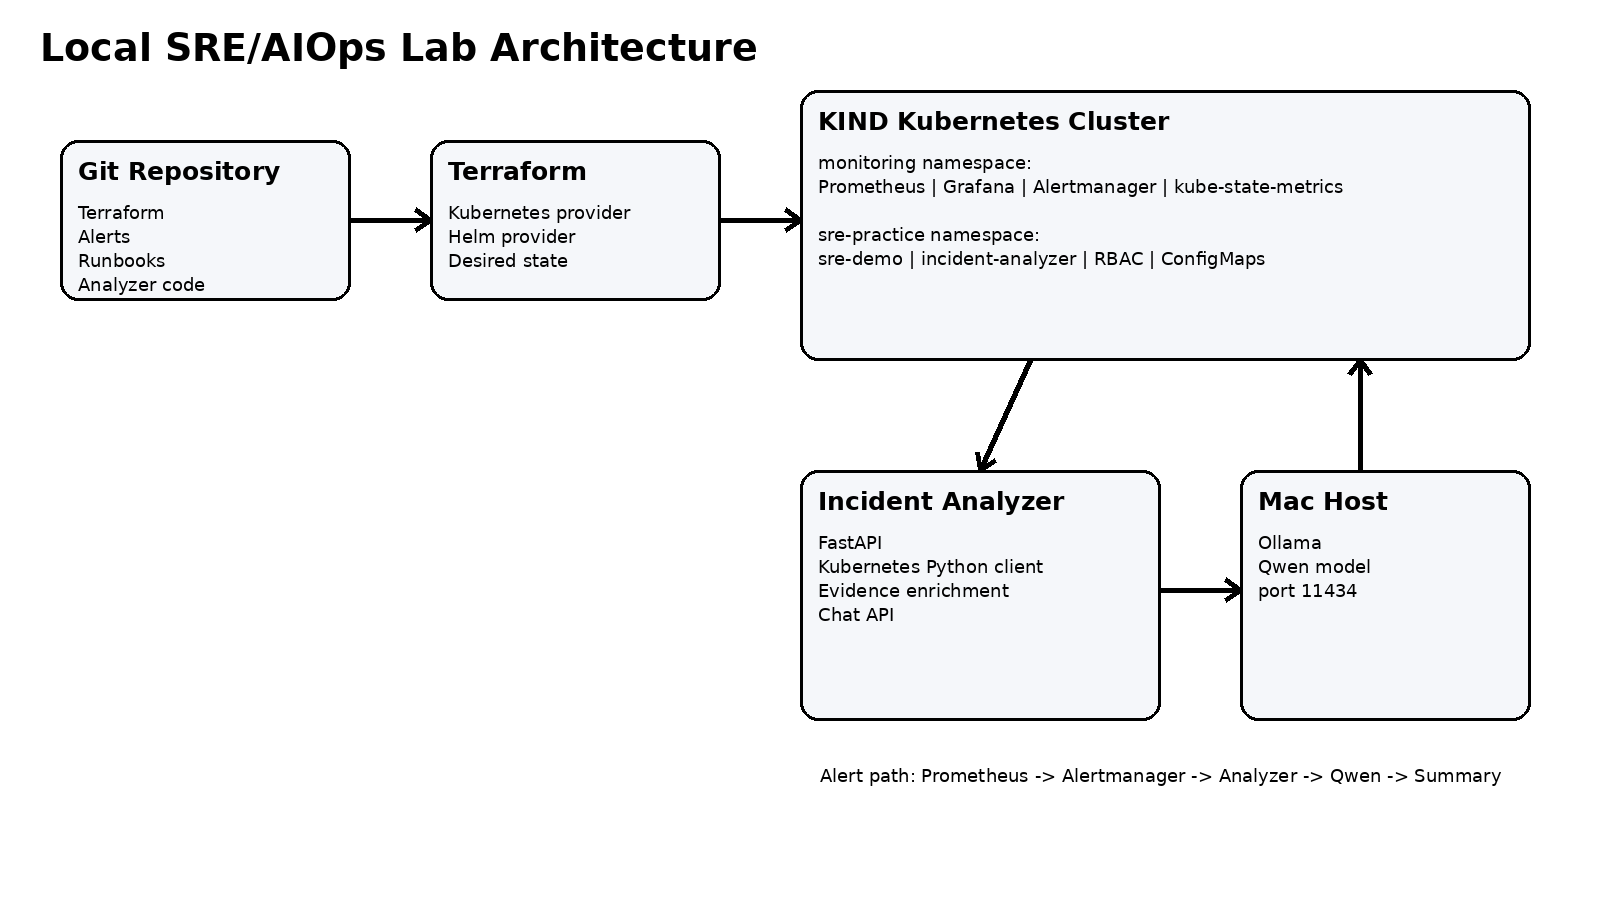 Local SRE/AIOps Lab Architecture
Git Repository
Terraform
Alerts
Runbooks
Analyzer code
Terraform
Kubernetes provider
Helm provider
Desired state
KIND Kubernetes Cluster
monitoring namespace:
Prometheus | Grafana | Alertmanager | kube-state-metrics
sre-practice namespace:
sre-demo | incident-analyzer | RBAC | ConfigMaps
Incident Analyzer
FastAPI
Kubernetes Python client
Evidence enrichment
Chat API
Mac Host
Ollama
Qwen model
port 11434
Alert path: Prometheus -> Alertmanager -> Analyzer -> Qwen -> Summary